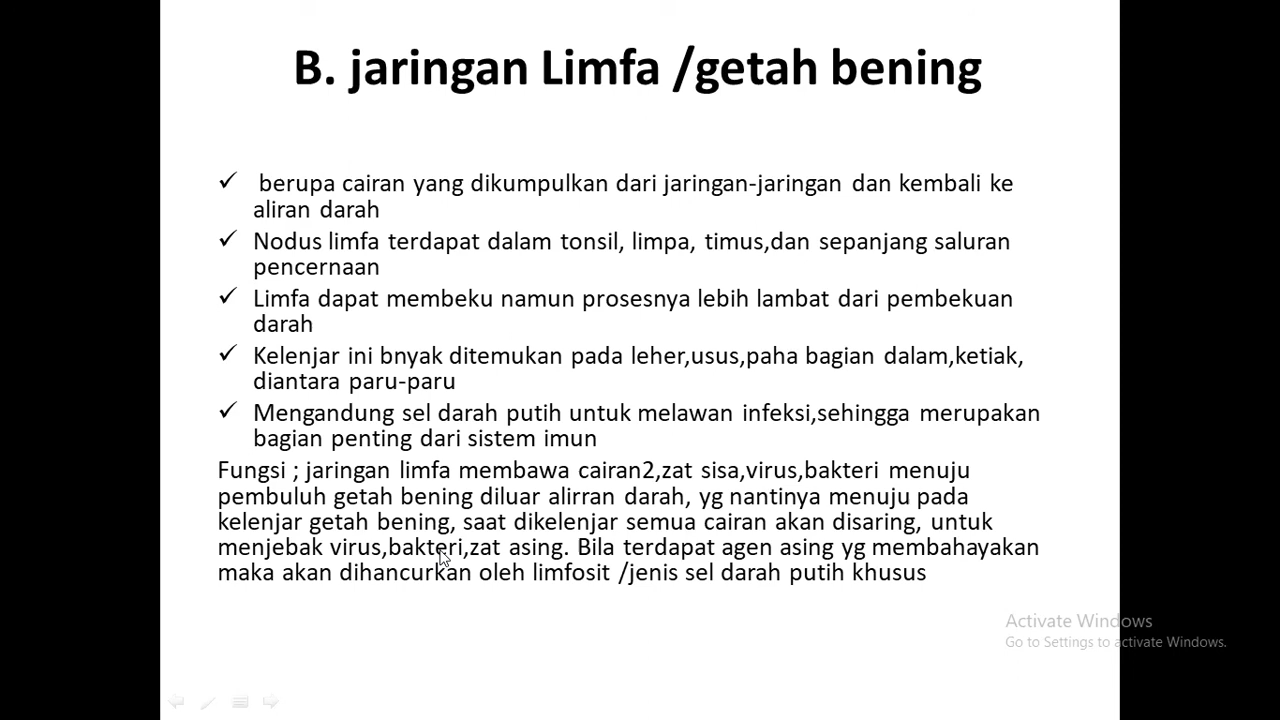 B. jaringan Limfa /getah bening
✓ berupa cairan yang dikumpulkan dari jaringan-jaringan dan kembali ke
aliran darah
✓ Nodus limfa terdapat dalam tonsil, limpa, timus,dan sepanjang saluran
pencernaan
✓ Limfa dapat membeku namun prosesnya lebih lambat dari pembekuan
darah
✓ Kelenjar ini bnyak ditemukan pada leher,usus,paha bagian dalam,ketiak,
diantara paru-paru
✓ Mengandung sel darah putih untuk melawan infeksi,sehingga merupakan
bagian penting dari sistem imun
Fungsi ; jaringan limfa membawa cairan2,zat sisa,virus,bakteri menuju
pembuluh getah bening diluar alirran darah, yg nantinya menuju pada
kelenjar getah bening, saat dikelenjar semua cairan akan disaring, untuk
menjebak virus,bakteri,zat asing. Bila terdapat agen asing yg membahayakan
maka akan dihancurkan oleh limfosit /jenis sel darah putih khusus
Activate Windows
Go to Settings to activate Windows.